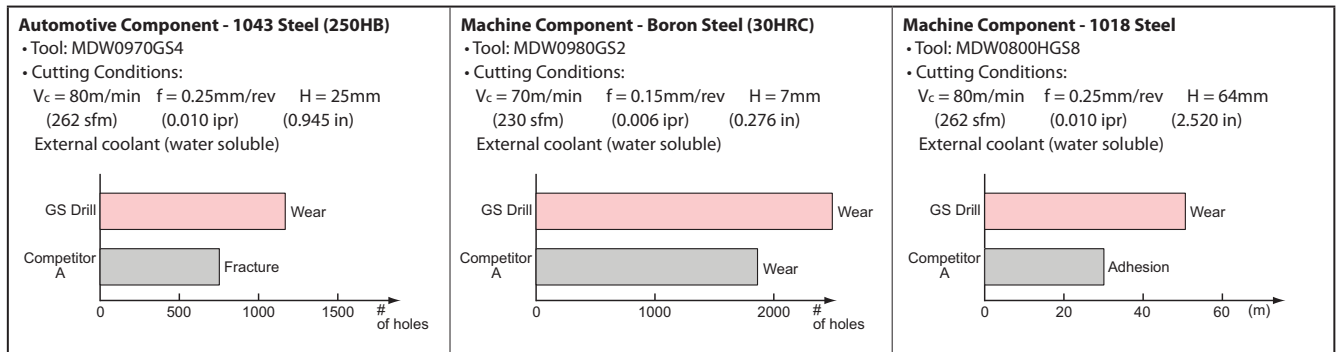 Automotive Component - 1043 Steel (250HB)
• Tool: MDW0970GS4
• Cutting Conditions:
Vc = 80m/min f = 0.25mm/rev H = 25mm
(262 sfm) (0.010 ipr) (0.945 in)
External coolant (water soluble)
GS Drill
Wear
Competitor
A
Fracture
0 500 1000 1500 #
of holes
Machine Component - Boron Steel (30HRC)
• Tool: MDW0980GS2
• Cutting Conditions:
Vc = 70m/min f = 0.15mm/rev H = 7mm
(230 sfm) (0.006 ipr) (0.276 in)
External coolant (water soluble)
GS Drill
Wear
Competitor
A
Wear
0 1000 2000 #
of holes
Machine Component - 1018 Steel
• Tool: MDW0800HGS8
• Cutting Conditions:
Vc = 80m/min f = 0.25mm/rev H = 64mm
(262 sfm) (0.010 ipr) (2.520 in)
External coolant (water soluble)
GS Drill
Wear
Competitor
A
Adhesion
0 20 40 60 (m)